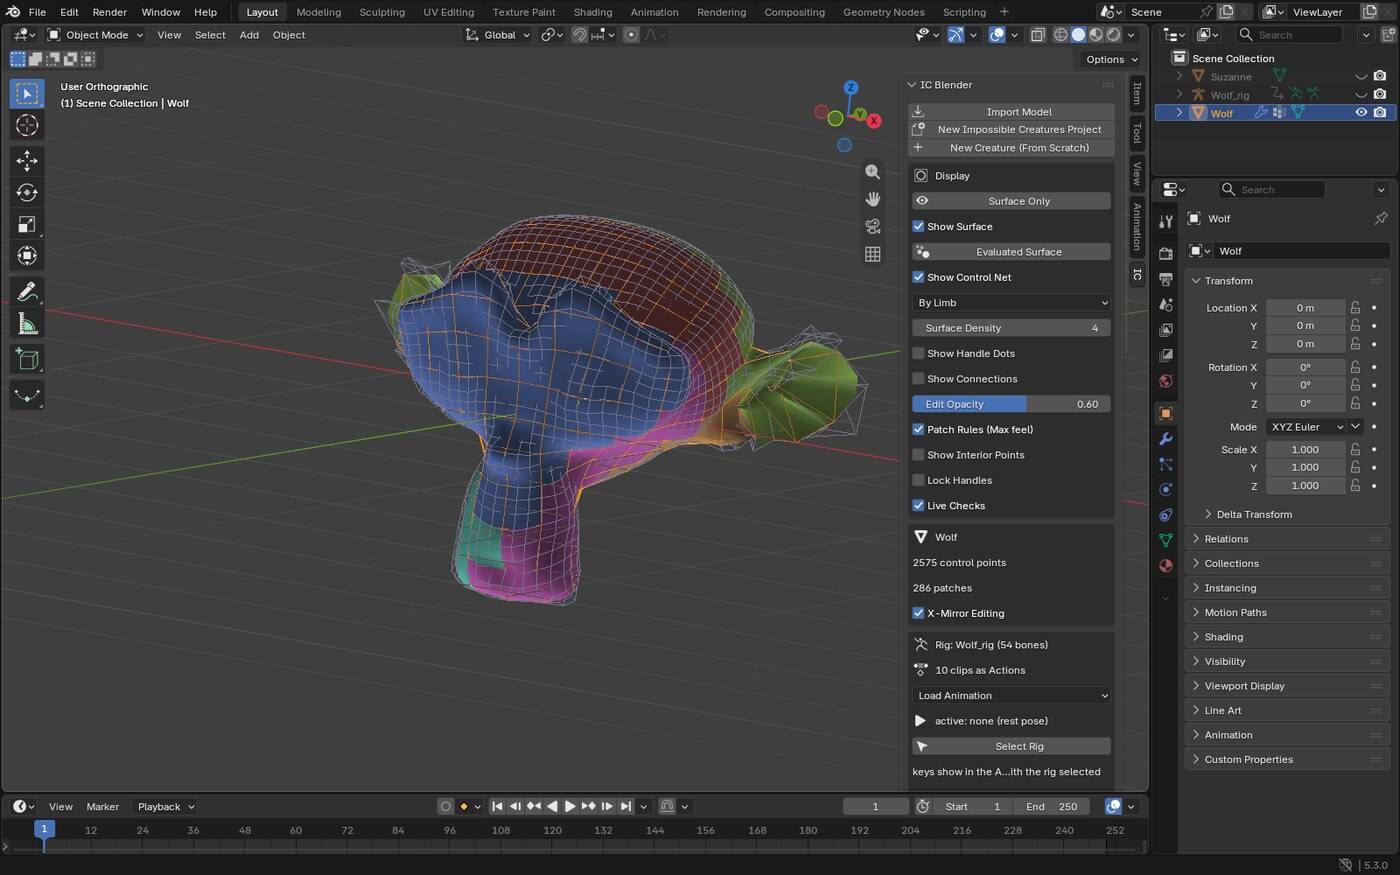 File Edit Render Window Help Layout Modeling Sculpting UV Editing Texture Paint Shading Animation Rendering Compositing Geometry Nodes Scripting + Scene ViewLayer
Object Mode View Select Add Object Global Search
Options
User Orthographic
(1) Scene Collection | Wolf
Z
Y
X
IC Blender
Import Model
New Impossible Creatures Project
New Creature (From Scratch)
Display
Surface Only
Show Surface
Evaluated Surface
Show Control Net
By Limb
Surface Density 4
Show Handle Dots
Show Connections
Edit Opacity 0.60
Patch Rules (Max feel)
Show Interior Points
Lock Handles
Live Checks
Wolf
2575 control points
286 patches
X-Mirror Editing
Rig: Wolf_rig (54 bones)
10 clips as Actions
Load Animation
active: none (rest pose)
Select Rig
keys show in the A...ith the rig selected
Item
Tool
View
Animation
IC
Scene Collection
Suzanne
Wolf_rig
Wolf
Search
Wolf
Wolf
Transform
Location X 0 m
Y 0 m
Z 0 m
Rotation X 0°
Y 0°
Z 0°
Mode XYZ Euler
Scale X 1.000
Y 1.000
Z 1.000
Delta Transform
Relations
Collections
Instancing
Motion Paths
Shading
Visibility
Viewport Display
Line Art
Animation
Custom Properties
View Marker Playback 1 Start 1 End 250
1 12 24 36 48 60 72 84 96 108 120 132 144 156 168 180 192 204 216 228 240 252
5.3.0